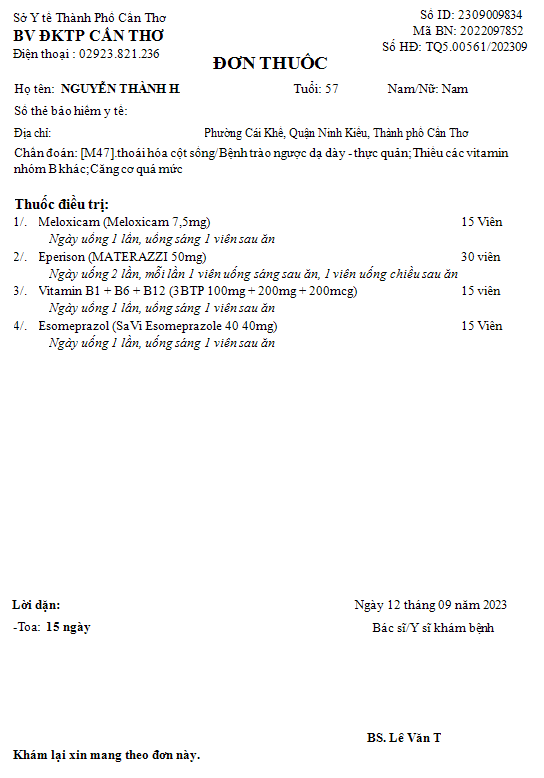 Sở Y tế Thành Phố Cần Thơ
Số ID: 2309009834
BV ĐKTP CẦN THƠ
Mã BN: 2022097852
Điện thoại : 02923.821.236
Số HĐ: TQ5.00561/202309
ĐƠN THUỐC
Họ tên: NGUYỄN THÀNH H Tuổi: 57 Nam/Nữ: Nam
Số thẻ bảo hiểm y tế:
Địa chỉ: Phường Cái Khế, Quận Ninh Kiều, Thành phố Cần Thơ
Chẩn đoán: [M47].thoái hóa cột sống/Bệnh trào ngược dạ dày - thực quản;Thiếu các vitamin
nhóm B khác;Căng cơ quá mức
Thuốc điều trị:
1/. Meloxicam (Meloxicam 7,5mg) 15 Viên
Ngày uống 1 lần, uống sáng 1 viên sau ăn
2/. Eperison (MATERAZZI 50mg) 30 viên
Ngày uống 2 lần, mỗi lần 1 viên uống sáng sau ăn, 1 viên uống chiều sau ăn
3/. Vitamin B1 + B6 + B12 (3BTP 100mg + 200mg + 200mcg) 15 viên
Ngày uống 1 lần, uống sáng 1 viên sau ăn
4/. Esomeprazol (SaVi Esomeprazole 40 40mg) 15 Viên
Ngày uống 1 lần, uống sáng 1 viên sau ăn
Lời dặn:
Ngày 12 tháng 09 năm 2023
-Toa: 15 ngày
Bác sĩ/Y sĩ khám bệnh
BS. Lê Văn T
Khám lại xin mang theo đơn này.